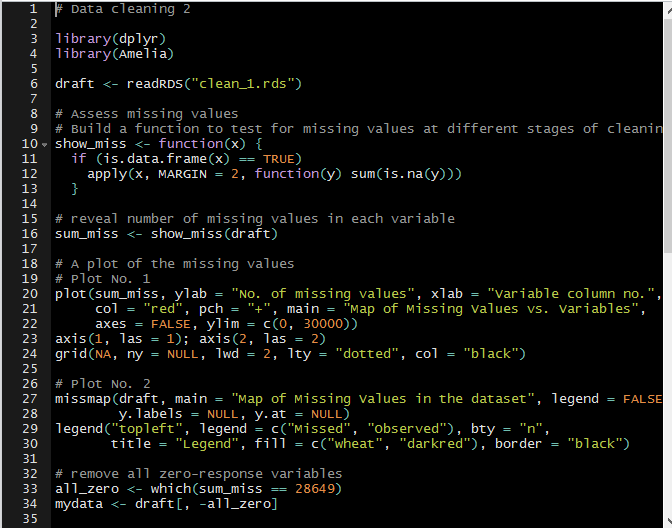 1 # Data cleaning 2
2
3 library(dplyr)
4 library(Amelia)
5
6 draft <- readRDS("clean_1.rds")
7
8 # Assess missing values
9 # Build a function to test for missing values at different stages of cleanin
10 show_miss <- function(x) {
11   if (is.data.frame(x) == TRUE)
12     apply(x, MARGIN = 2, function(y) sum(is.na(y)))
13   }
14
15 # reveal number of missing values in each variable
16 sum_miss <- show_miss(draft)
17
18 # A plot of the missing values
19 # Plot No. 1
20 plot(sum_miss, ylab = "No. of missing values", xlab = "Variable column no.",
21      col = "red", pch = "+", main = "Map of Missing Values vs. Variables",
22      axes = FALSE, ylim = c(0, 30000))
23 axis(1, las = 1); axis(2, las = 2)
24 grid(NA, ny = NULL, lwd = 2, lty = "dotted", col = "black")
25
26 # Plot No. 2
27 missmap(draft, main = "Map of Missing Values in the dataset", legend = FALSE
28         y.labels = NULL, y.at = NULL)
29 legend("topleft", legend = c("Missed", "Observed"), bty = "n",
30        title = "Legend", fill = c("wheat", "darkred"), border = "black")
31
32 # remove all zero-response variables
33 all_zero <- which(sum_miss == 28649)
34 mydata <- draft[, -all_zero]
35